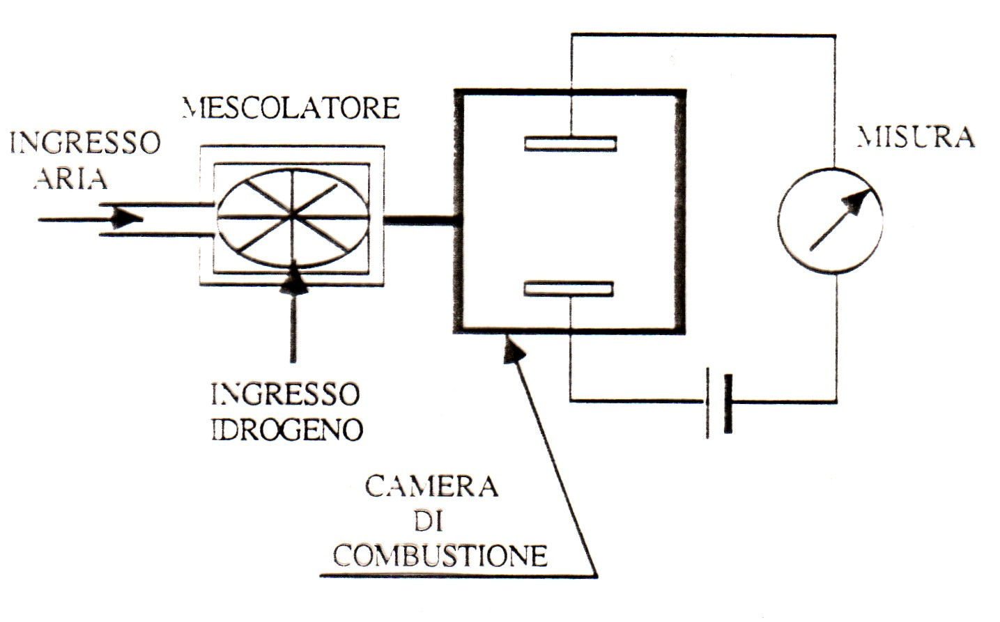 MESCOLATORE
INGRESSO
ARIA
MISURA
INGRESSO
IDROGENO
CAMERA
DI
COMBUSTIONE